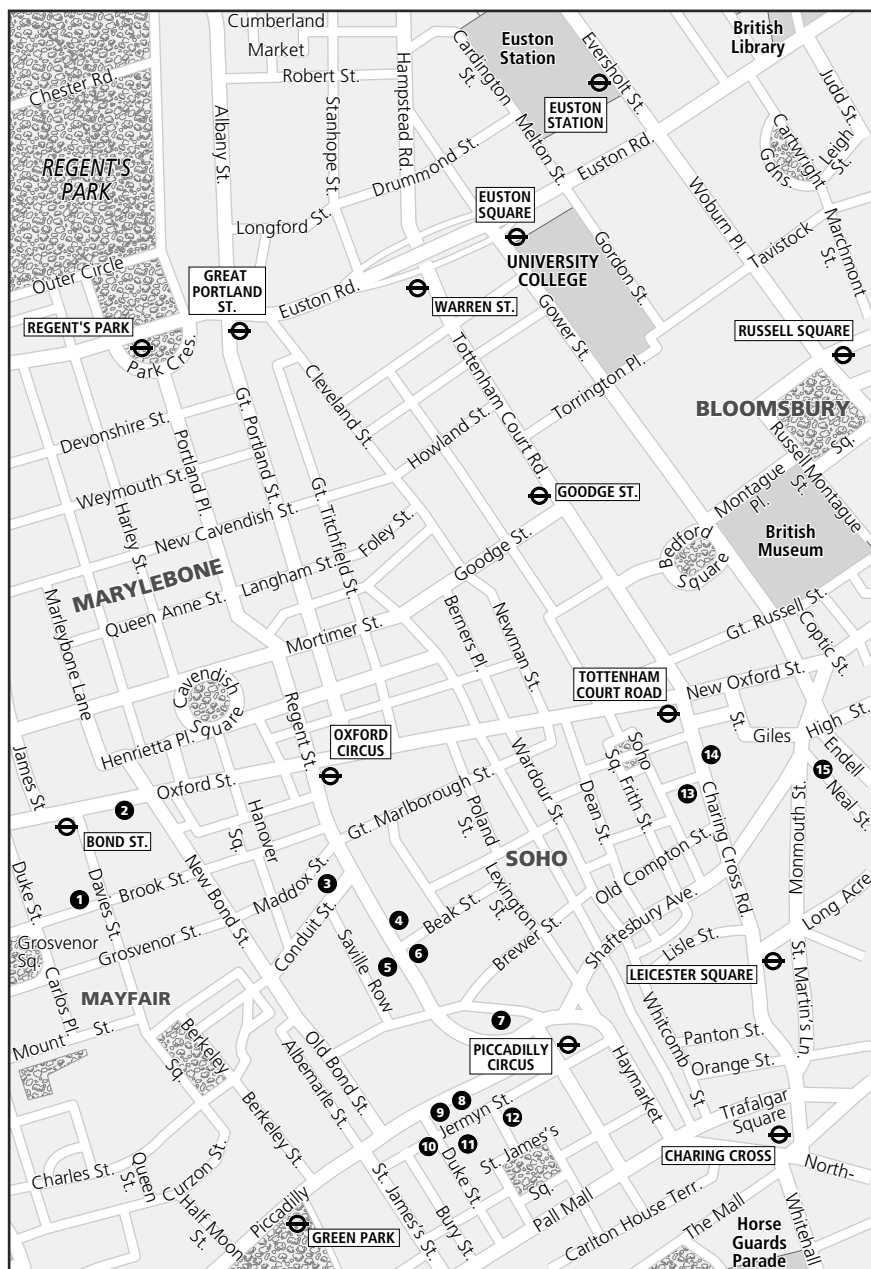 Cumberland
Market
Robert St.
Chester Rd
Albany St.
Stanhope St.
Hampstead Rd.
Cardington
St.
Euston
Station
EUSTON
STATION
Eversholt St.
British
Library
Judd St.
Cartwright
Gdns.
Leigh
St.
REGENT'S
PARK
Drummond St.
Melton St.
Euston Rd.
Woburn Pl.
Marchmont
St.
Tavistock
Longford St.
EUSTON
SQUARE
UNIVERSITY
COLLEGE
Gordon St.
Outer Circle
GREAT
PORTLAND
ST.
Euston Rd.
WARREN ST.
Gower St.
REGENT'S PARK
Park Cres.
RUSSELL SQUARE
Cleveland St.
Tottenham Court Rd.
Torrington Pl.
BLOOMSBURY
Devonshire St.
Portland Pl.
Gt. Portland St.
Howland St.
Russell
Sq.
Weymouth St.
Harley St.
Gt. Titchfield St.
GOODGE ST.
Montague
Pl.
Montague
St.
New Cavendish St.
Foley St.
Goodge St.
Bedford
Square
British
Museum
MARYLEBONE
Langham St.
Queen Anne St.
Marleybone Lane
Mortimer St.
Berners Pl.
Newman St.
Gt. Russell St.
Coptic St.
Cavendish
Square
Regent St.
TOTTENHAM
COURT ROAD
New Oxford St.
Henrietta Pl.
OXFORD
CIRCUS
Soho
Sq.
St.
Giles
High St.
James St
Oxford St.
Wardour St.
Frith St.
14
15
Endell
Neal St.
2
13
BOND ST.
Hanover
Sq.
Gt. Marlborough St.
Poland
St.
Dean St.
Charing Cross Rd.
Monmouth St.
Duke St.
Davies St.
1
Brook St.
New Bond St.
Maddox St.
3
SOHO
Old Compton St.
Lexington
St.
Grosvenor
Sq.
Grosvenor St.
Conduit St.
4
Beak St.
Brewer St.
Shaftesbury Ave.
Long Acre
Saville Row
5
6
Lisle St.
LEICESTER SQUARE
St. Martin's Ln.
Carlos Pl.
MAYFAIR
Mount St.
Berkeley
Sq.
7
PICCADILLY
CIRCUS
Whitcomb
St
Panton St.
Orange St.
Old Bond St.
Albemarle St.
Haymarket
Berkeley St.
9
8
Jermyn St.
12
Trafalgar
Square
10
11
St. James's
Sq.
CHARING CROSS
Charles St.
Queen
St.
Curzon St.
Half Moon
St.
Piccadilly
St. James's St.
Duke St.
Bury St.
Pall Mall
Carlton House Terr.
The Mall
North-
GREEN PARK
Horse
Guards
Parade
Whitehall